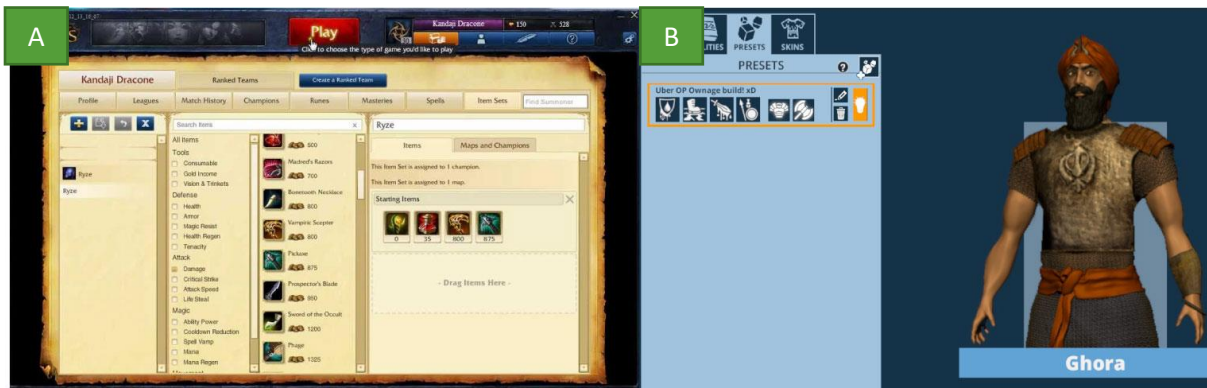 A
Play
Click to choose the type of game you'd like to play
Kandaji Dracone
150
328
Kandaji Dracone
Ranked Teams
Create a Ranked Team
Profile
Leagues
Match History
Champions
Runes
Masteries
Spells
Item Sets
Find Summoner
Ryze
Ryze
Search Items
x
All Items
Tools
Consumable
Gold Income
Vision & Trinkets
Defense
Health
Armor
Magic Resist
Health Regen
Tenacity
Attack
Damage
Critical Strike
Attack Speed
Life Steal
Magic
Ability Power
Cooldown Reduction
Spell Vamp
Mana
Mana Regen
Movement
800
Madred's Razors
700
Bonetooth Necklace
800
Vampiric Scepter
800
Pickaxe
875
Prospector's Blade
950
Sword of the Occult
1200
Phage
1325
Ryze
Items
Maps and Champions
This Item Set is assigned to 1 champion.
This Item Set is assigned to 1 map.
Starting Items
0
35
800
875
- Drag Items Here -
B
PRESETS
SKINS
PRESETS
?
Uber OP Ownage build! xD
Ghora